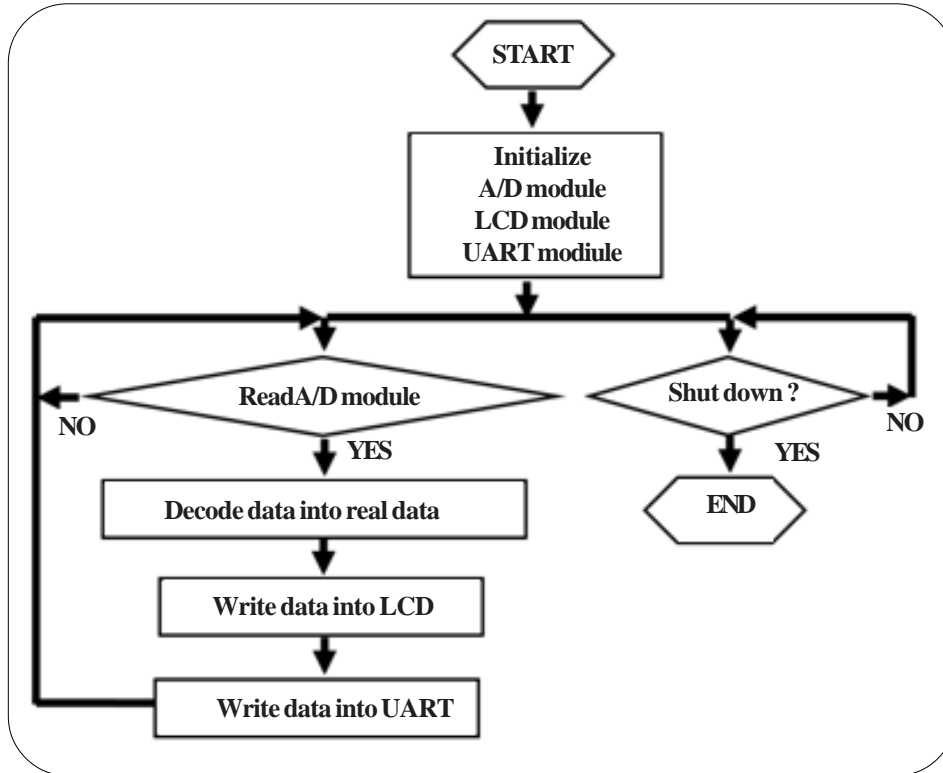 START
Initialize
A/D module
LCD module
UART modiule
ReadA/D module
Shut down ?
NO
YES
YES
NO
Decode data into real data
END
Write data into LCD
Write data into UART